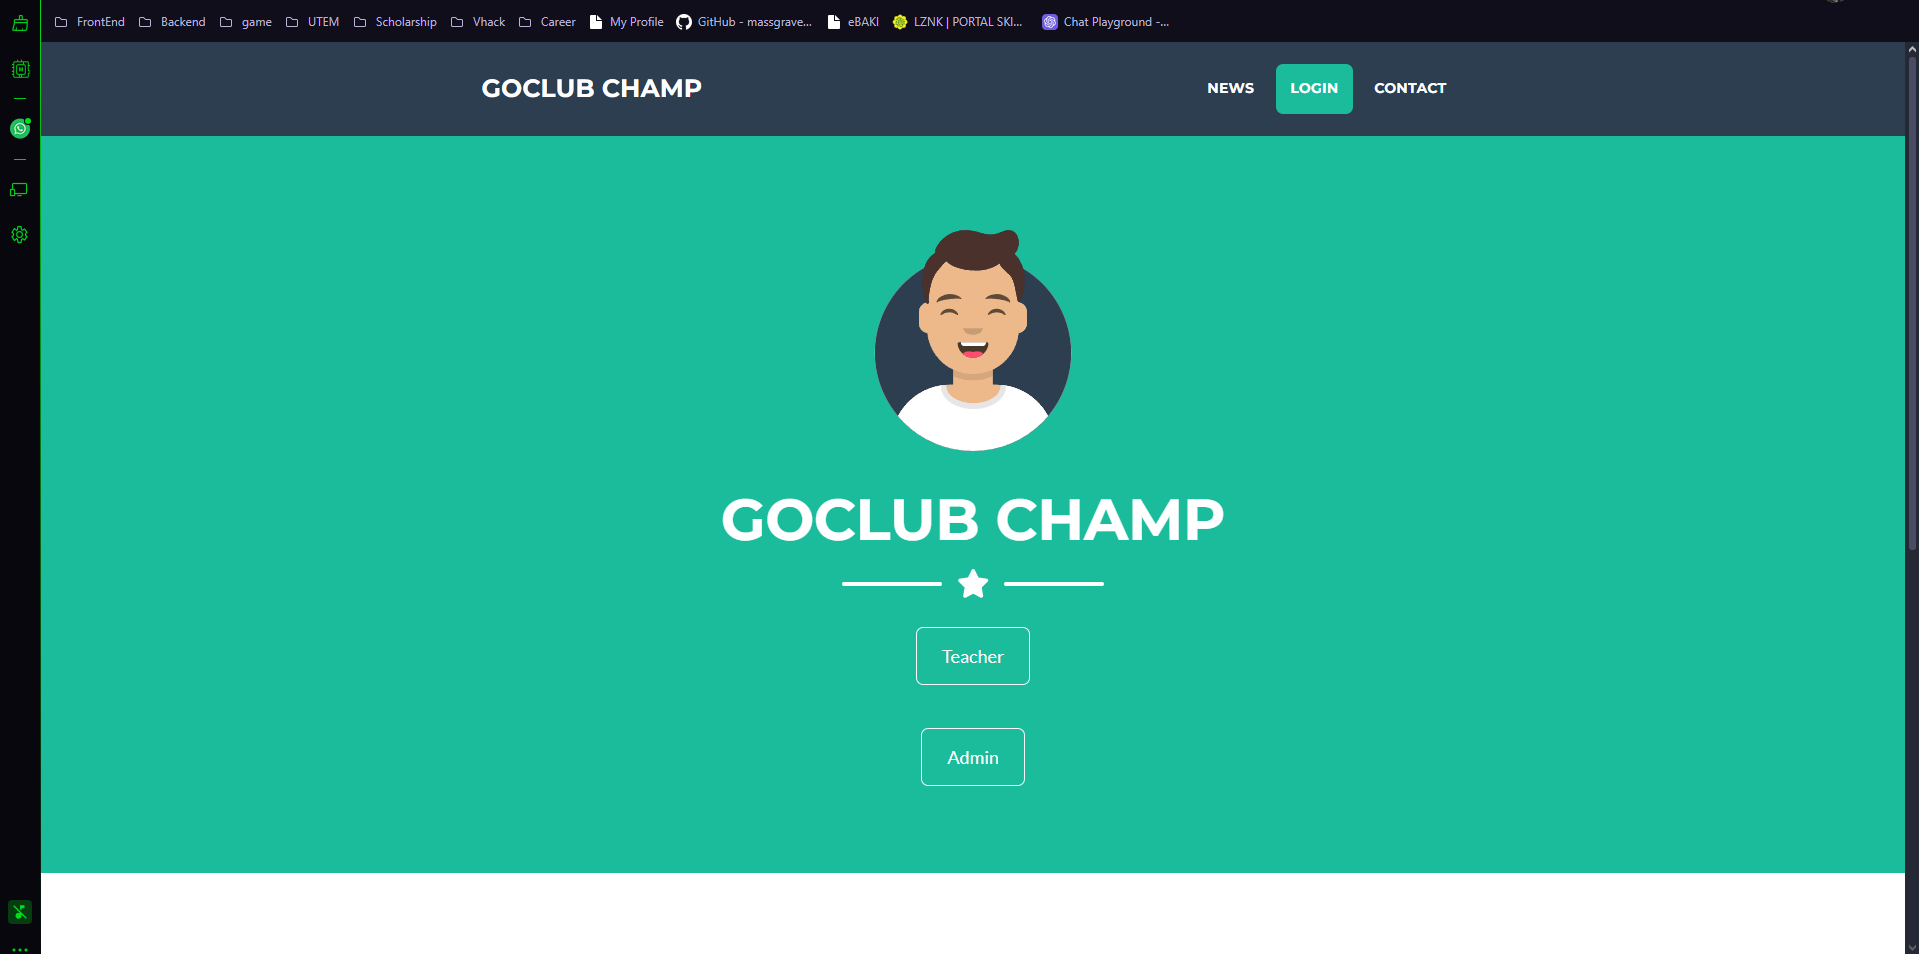 FrontEnd Backend game UTEM Scholarship Vhack Career My Profile GitHub - massgrave... eBAKI LZNK | PORTAL SKI... Chat Playground -...
GOCLUB CHAMP NEWS LOGIN CONTACT
GOCLUB CHAMP
Teacher
Admin